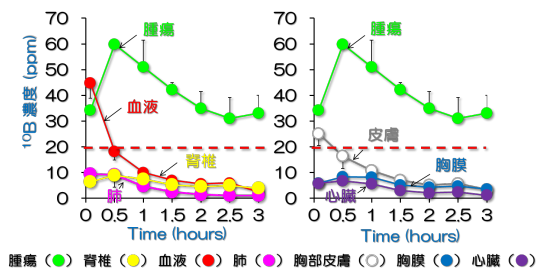 70
60
50
40
30
20
10
0
10B 濃度 (ppm)
腫瘍
血液
脊椎
肺
0 0.5 1 1.5 2 2.5 3
Time (hours)
70
60
50
40
30
20
10
0
腫瘍
皮膚
胸膜
心臓
0 0.5 1 1.5 2 2.5 3
Time (hours)
腫瘍 ( ) 脊椎 ( ) 血液 ( ) 肺 ( ) 胸部皮膚 ( ) 胸膜 ( ) 心臓 ( )